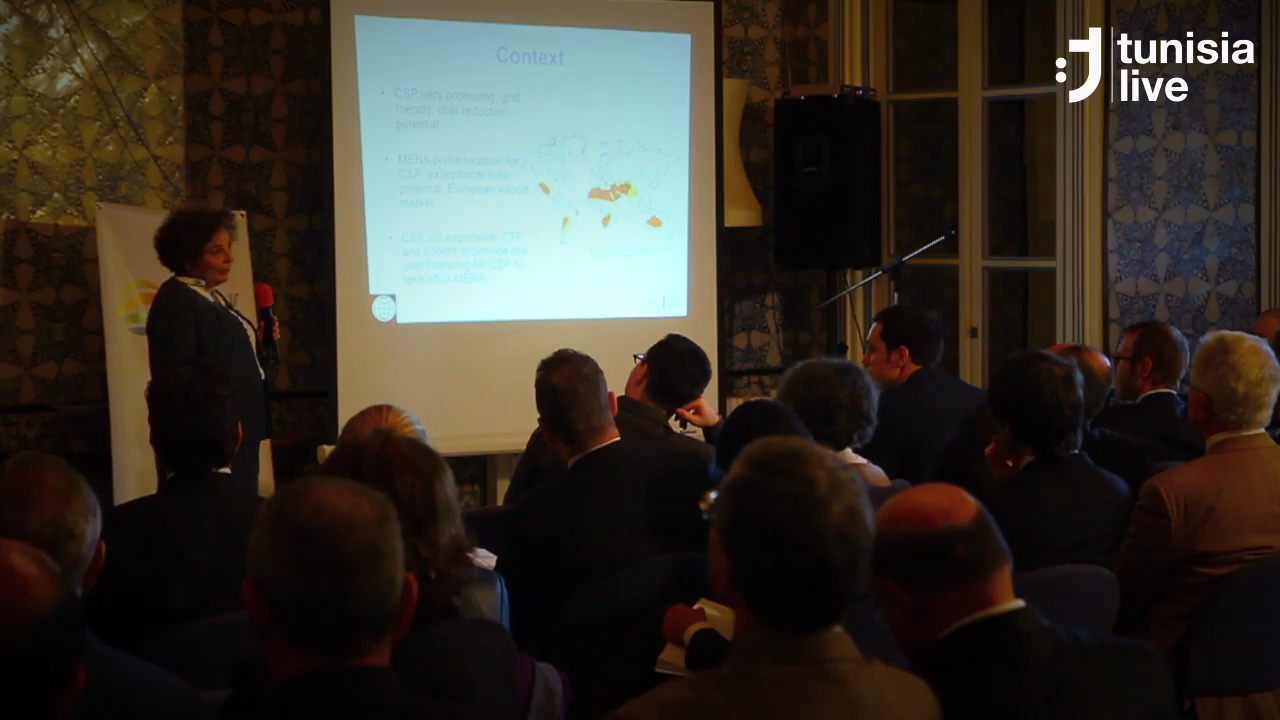 tunisia
live
Context
• CSP very promising: grid
friendly, cost reduction
potential
• MENA prime location for
CSP: exceptional solar
potential, European export
market
• CSP still expensive: CTF
and donors to provide low
cost financing for CSP to
take off in MENA